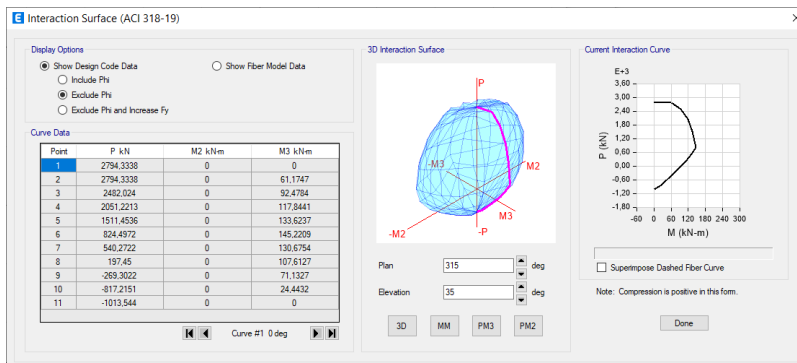 E Interaction Surface (ACI 318-19)
Display Options
Show Design Code Data
Show Fiber Model Data
Include Phi
Exclude Phi
Exclude Phi and Increase Fy
Curve Data
Point P kN M2 kN-m M3 kN-m
1 2794,3338 0 0
2 2794,3338 0 61,1747
3 2482,024 0 92,4784
4 2051,2213 0 117,8441
5 1511,4536 0 133,6237
6 824,4972 0 145,2209
7 540,2722 0 130,6754
8 197,45 0 107,6127
9 -269,3022 0 71,1327
10 -817,2151 0 24,4432
11 -1013,544 0 0
Curve #1 0 deg
3D Interaction Surface
P
-M3
M2
M3
-M2
-P
Plan 315 deg
Elevation 35 deg
3D MM PM3 PM2
Current Interaction Curve
E+3
3,60
3,00
2,40
1,80
1,20
0,60
0,00
-0,60
-1,20
-1,80
P (kN)
-60 0 60 120 180 240 300
M (kN-m)
Superimpose Dashed Fiber Curve
Note: Compression is positive in this form.
Done